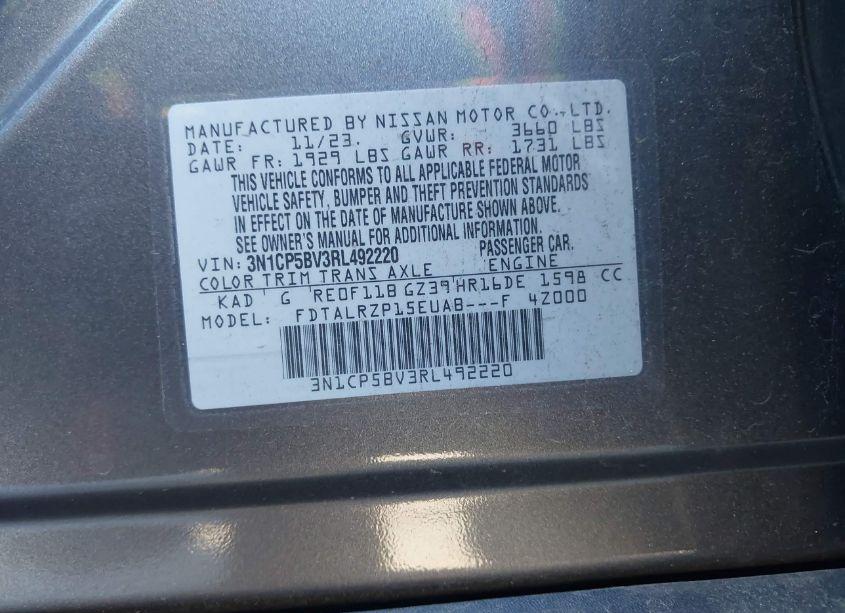 MANUFACTURED BY NISSAN MOTOR CO.,LTD.
DATE: 11/23. GVWR: 3660 LBS
GAWR FR: 1929 LBS GAWR RR: 1731 LBS
THIS VEHICLE CONFORMS TO ALL APPLICABLE FEDERAL MOTOR
VEHICLE SAFETY, BUMPER AND THEFT PREVENTION STANDARDS
IN EFFECT ON THE DATE OF MANUFACTURE SHOWN ABOVE.
SEE OWNER'S MANUAL FOR ADDITIONAL INFORMATION.
VIN: 3N1CP5BV3RL492220 PASSENGER CAR.
COLOR TRIM TRANS AXLE ENGINE
KAD G RE0F11B GZ39 HR16DE 1598 CC
MODEL: FDTALRZP15EUAB---F 4Z000
3N1CP5BV3RL492220